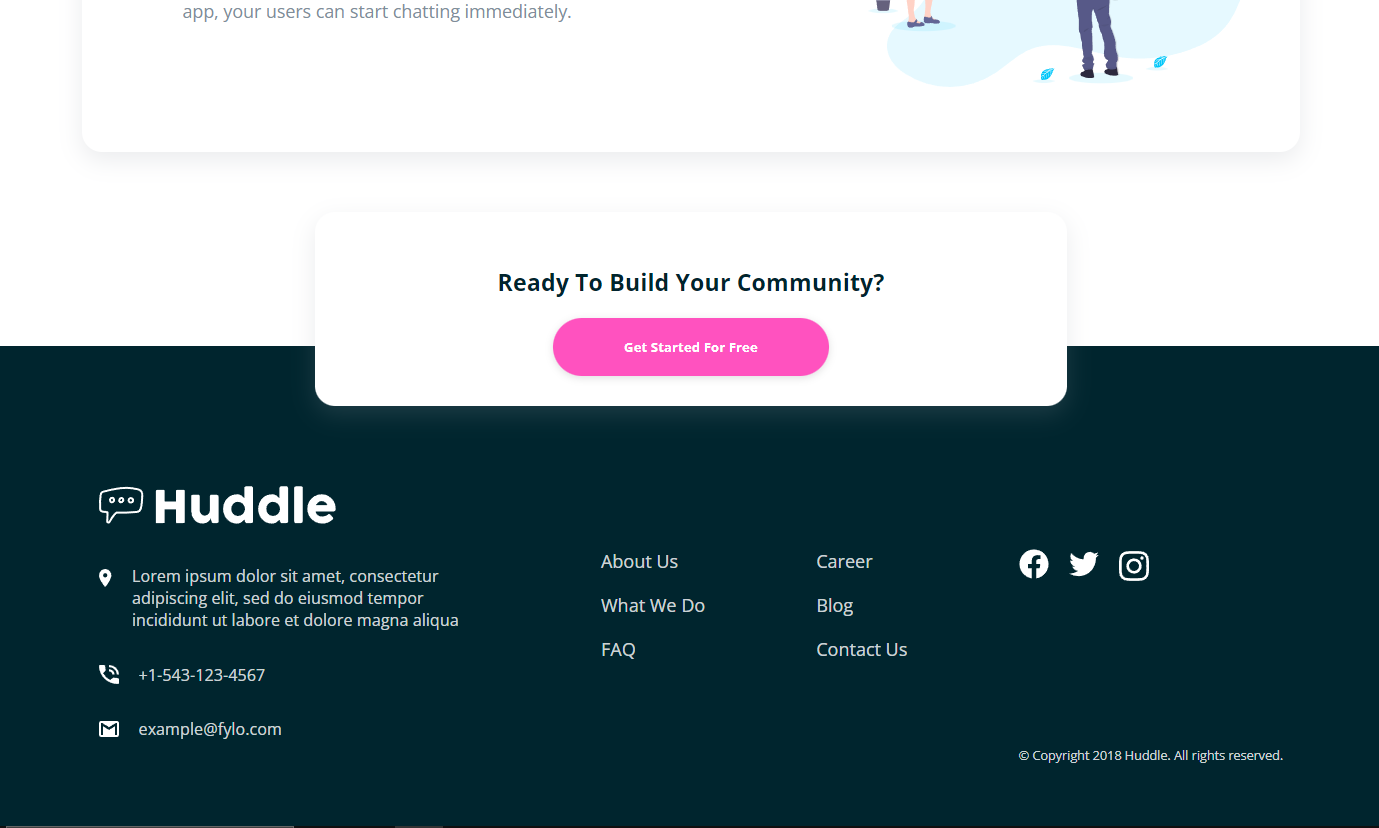 app, your users can start chatting immediately.
Ready To Build Your Community?
Get Started For Free
Huddle
Lorem ipsum dolor sit amet, consectetur
adipiscing elit, sed do eiusmod tempor
incididunt ut labore et dolore magna aliqua
+1-543-123-4567
example@fylo.com
About Us
What We Do
FAQ
Career
Blog
Contact Us
© Copyright 2018 Huddle. All rights reserved.